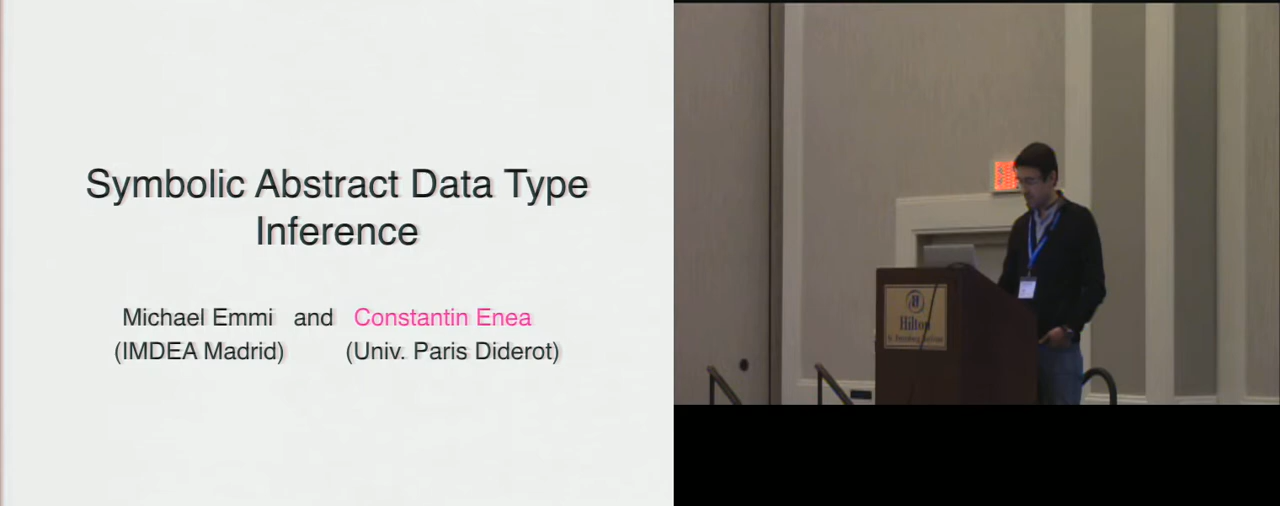 Symbolic Abstract Data Type
Inference
Michael Emmi and Constantin Enea
(IMDEA Madrid) (Univ. Paris Diderot)
Hilton